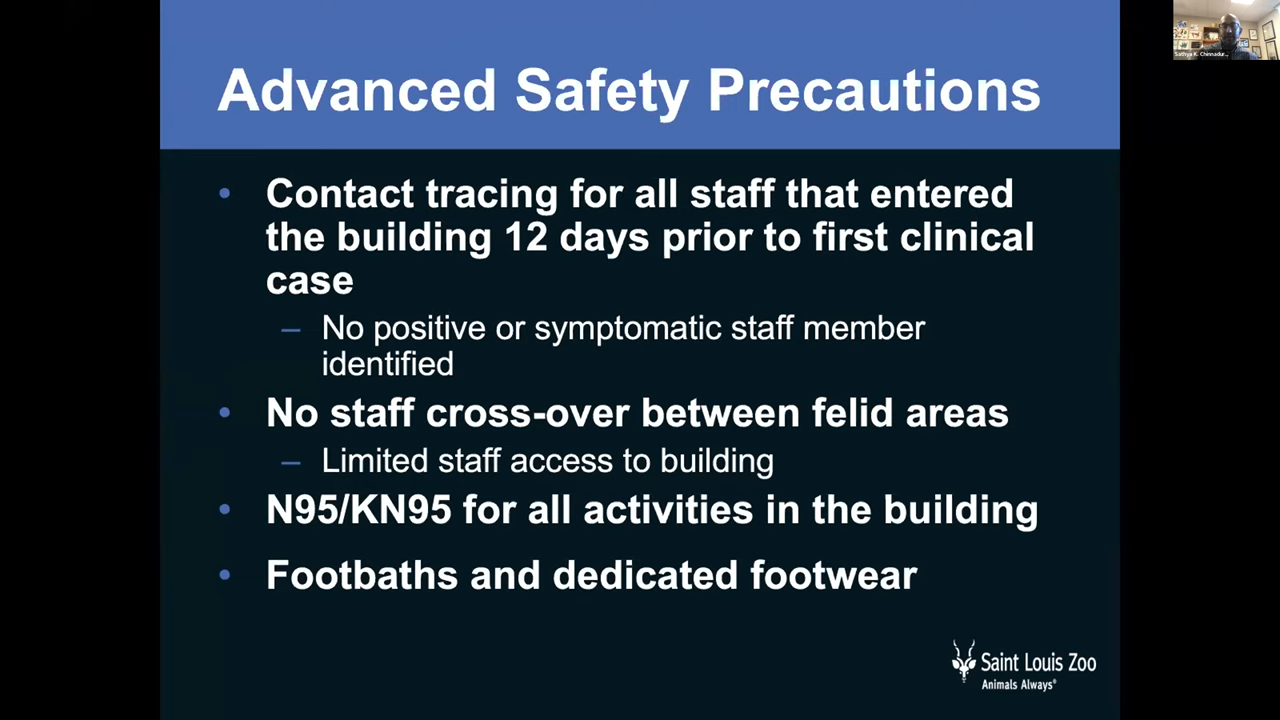 Advanced Safety Precautions
• Contact tracing for all staff that entered
the building 12 days prior to first clinical
case
– No positive or symptomatic staff member
identified
• No staff cross-over between felid areas
– Limited staff access to building
• N95/KN95 for all activities in the building
• Footbaths and dedicated footwear
Saint Louis Zoo
Animals Always®
Sathya K. Chinnadur...